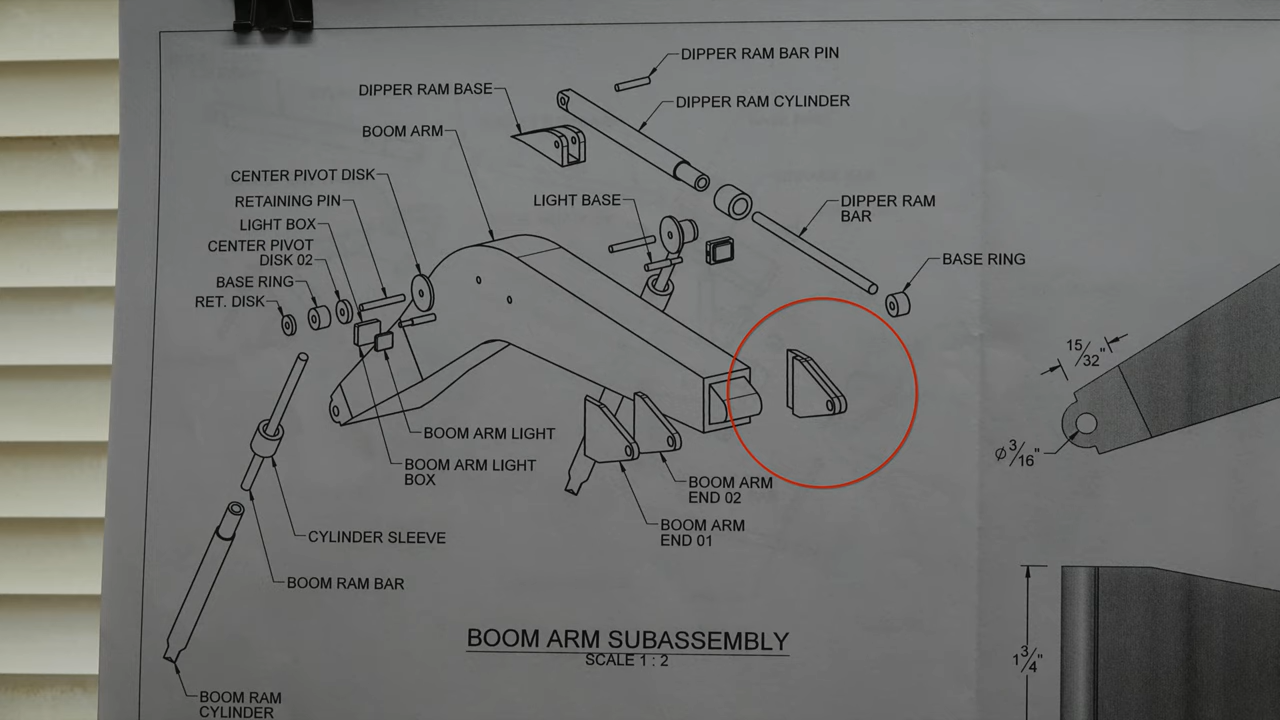 DIPPER RAM BAR PIN
DIPPER RAM BASE
DIPPER RAM CYLINDER
BOOM ARM
CENTER PIVOT DISK
RETAINING PIN
LIGHT BASE
DIPPER RAM
BAR
LIGHT BOX
CENTER PIVOT
DISK 02
BASE RING
BASE RING
RET. DISK
15/32"
Ø3/16"
BOOM ARM LIGHT
BOOM ARM LIGHT
BOX
BOOM ARM
END 02
BOOM ARM
END 01
CYLINDER SLEEVE
BOOM RAM BAR
BOOM ARM SUBASSEMBLY
SCALE 1 : 2
1 3/4"
BOOM RAM
CYLINDER